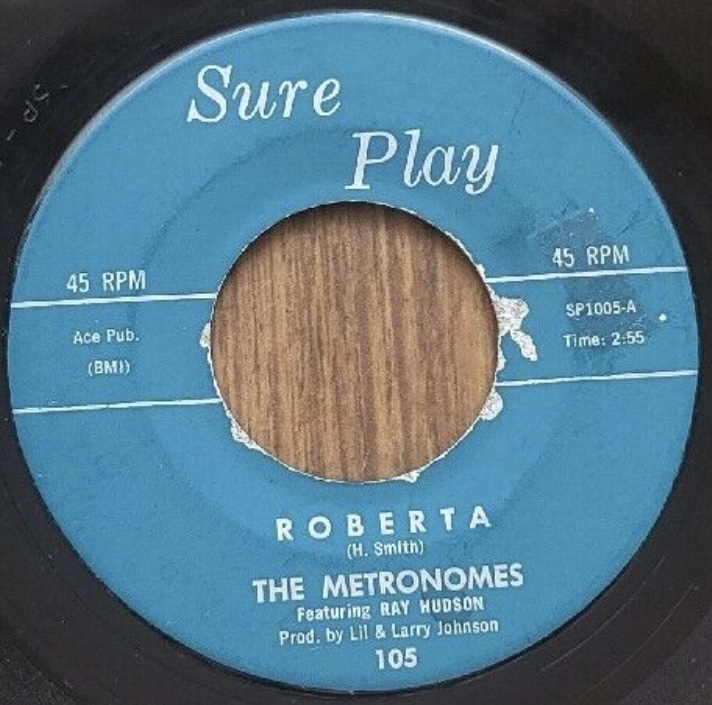 Sure
Play
45 RPM
45 RPM
Ace Pub.
(BMI)
SP1005-A
Time: 2:55
ROBERTA
(H. Smith)
THE METRONOMES
Featuring RAY HUDSON
Prod. by Lil & Larry Johnson
105